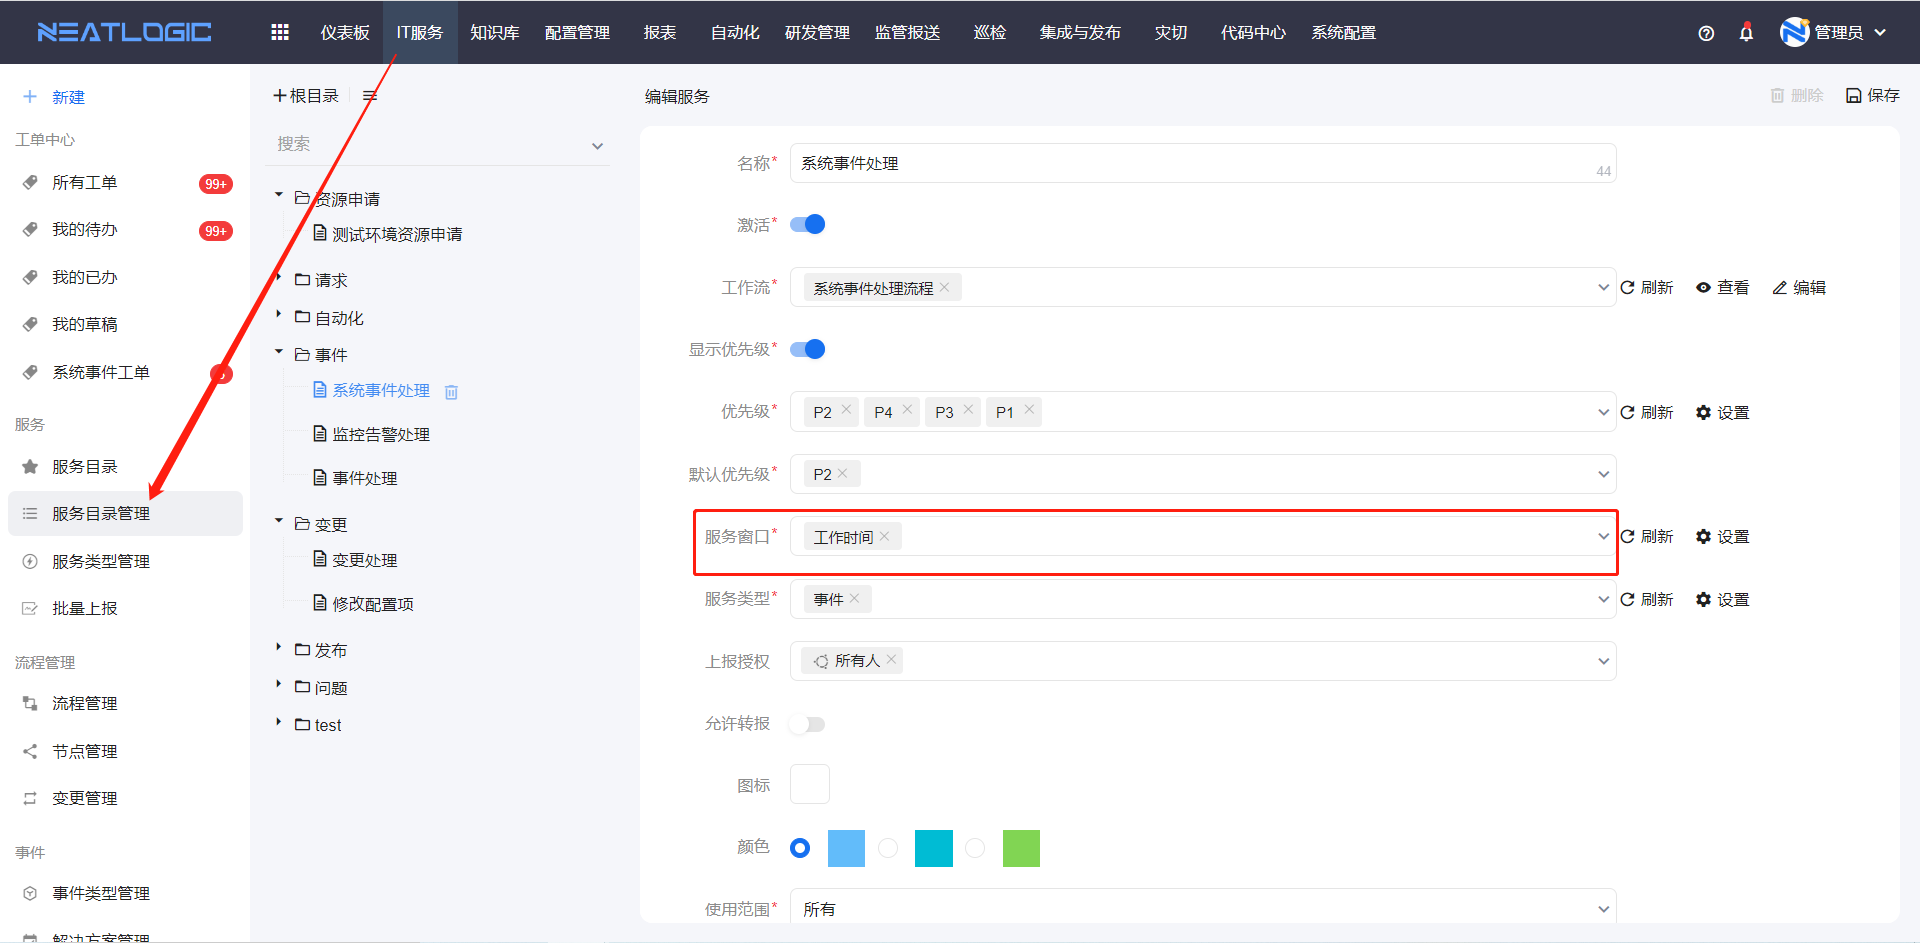 NEATLOGIC
仪表板 IT服务 知识库 配置管理 报表 自动化 研发管理 监管报送 巡检 集成与发布 灾切 代码中心 系统配置
管理员
新建
工单中心
所有工单 99+
我的待办 99+
我的已办
我的草稿
系统事件工单
服务
服务目录
服务目录管理
服务类型管理
批量上报
流程管理
流程管理
节点管理
变更管理
事件
事件类型管理
解决方案管理
根目录
搜索
资源申请
测试环境资源申请
请求
自动化
事件
系统事件处理
监控告警处理
事件处理
变更
变更处理
修改配置项
发布
问题
test
编辑服务
删除 保存
名称* 系统事件处理 44
激活*
工作流* 系统事件处理流程 刷新 查看 编辑
显示优先级*
优先级* P2 P4 P3 P1 刷新 设置
默认优先级* P2
服务窗口* 工作时间 刷新 设置
服务类型* 事件 刷新 设置
上报授权 所有人
允许转报
图标
颜色
使用范围* 所有